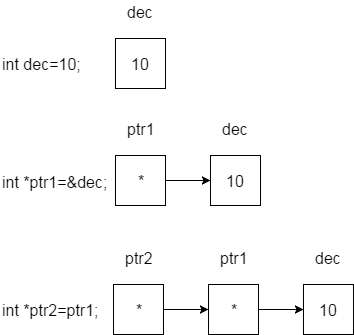 dec
int dec=10; 10
ptr1 dec
int *ptr1=&dec; * 10
ptr2 ptr1 dec
int *ptr2=ptr1; * * 10